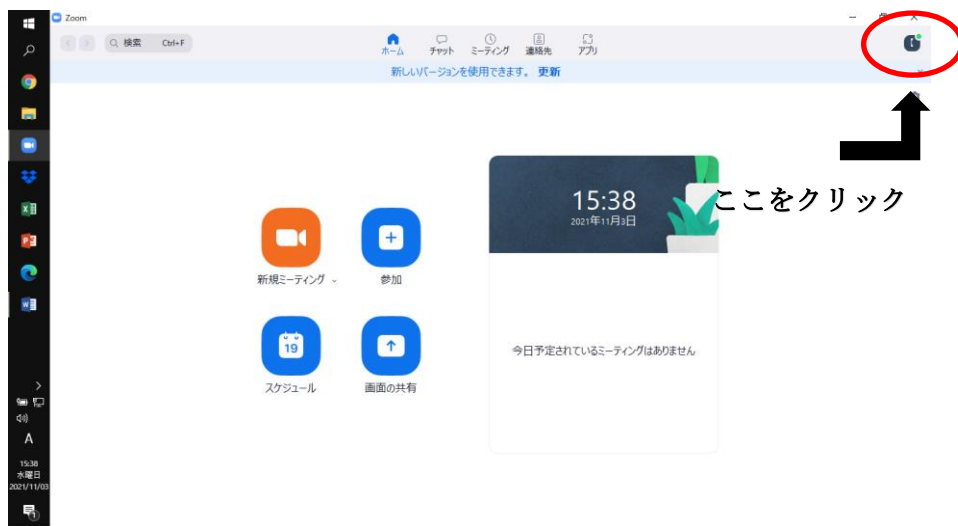 Zoom
検索 Ctrl+F
ホーム チャット ミーティング 連絡先 アプリ
新しいバージョンを使用できます。 更新
15:38
2021年11月3日
ここをクリック
新規ミーティング
参加
19
スケジュール
画面の共有
今日予定されているミーティングはありません
A
15:38
水曜日
2021/11/03